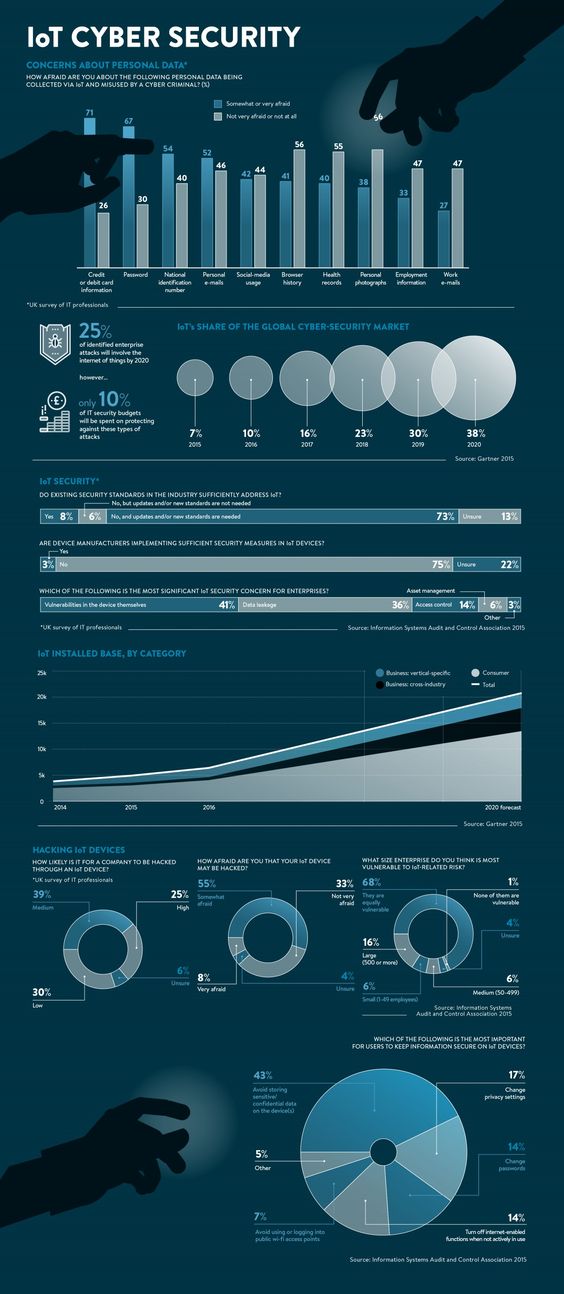 IoT CYBER SECURITY
CONCERNS ABOUT PERSONAL DATA*
HOW AFRAID ARE YOU ABOUT THE FOLLOWING PERSONAL DATA BEING
COLLECTED VIA IoT AND MISUSED BY A CYBER CRIMINAL? (%)
Somewhat or very afraid
Not very afraid or not at all
71
26
67
30
54
40
52
46
42
44
41
56
40
55
38
56
33
47
27
47
Credit
or debit card
information
Password
National
identification
number
Personal
e-mails
Social-media
usage
Browser
history
Health
records
Personal
photographs
Employment
information
Work
e-mails
*UK survey of IT professionals
25%
of identified enterprise
attacks will involve the
internet of things by 2020
however...
only 10%
of IT security budgets
will be spent on protecting
against these types of
attacks
IoT's SHARE OF THE GLOBAL CYBER-SECURITY MARKET
7%
2015
10%
2016
16%
2017
23%
2018
30%
2019
38%
2020
Source: Gartner 2015
IoT SECURITY*
DO EXISTING SECURITY STANDARDS IN THE INDUSTRY SUFFICIENTLY ADDRESS IoT?
No, but updates and/or new standards are not needed
Yes 8% 6% No, and updates and/or new standards are needed 73% Unsure 13%
ARE DEVICE MANUFACTURERS IMPLEMENTING SUFFICIENT SECURITY MEASURES IN IoT DEVICES?
Yes
3% No 75% Unsure 22%
WHICH OF THE FOLLOWING IS THE MOST SIGNIFICANT IoT SECURITY CONCERN FOR ENTERPRISES?
Asset management
Vulnerabilities in the device themselves 41% Data leakage 36% Access control 14% 6% 3%
Other
*UK survey of IT professionals
Source: Information Systems Audit and Control Association 2015
IoT INSTALLED BASE, BY CATEGORY
Business: vertical-specific
Consumer
Business: cross-industry
Total
25k
20k
15k
10k
5k
0
2014
2015
2016
2020 forecast
Source: Gartner 2015
HACKING IoT DEVICES
HOW LIKELY IS IT FOR A COMPANY TO BE HACKED
THROUGH AN IoT DEVICE?
*UK survey of IT professionals
39%
Medium
25%
High
6%
Unsure
30%
Low
HOW AFRAID ARE YOU THAT YOUR IoT DEVICE
MAY BE HACKED?
55%
Somewhat
afraid
33%
Not very
afraid
8%
Very afraid
4%
Unsure
WHAT SIZE ENTERPRISE DO YOU THINK IS MOST
VULNERABLE TO IoT-RELATED RISK?
68%
They are
equally
vulnerable
1%
None of them are
vulnerable
4%
Unsure
16%
Large
(500 or more)
6%
Small (1-49 employees)
6%
Medium (50-499)
Source: Information Systems
Audit and Control Association 2015
WHICH OF THE FOLLOWING IS THE MOST IMPORTANT
FOR USERS TO KEEP INFORMATION SECURE ON IoT DEVICES?
43%
Avoid storing
sensitive/
confidential data
on the device(s)
17%
Change
privacy settings
5%
Other
14%
Change
passwords
7%
Avoid using or logging into
public wi-fi access points
14%
Turn off internet-enabled
functions when not actively in use
Source: Information Systems Audit and Control Association 2015